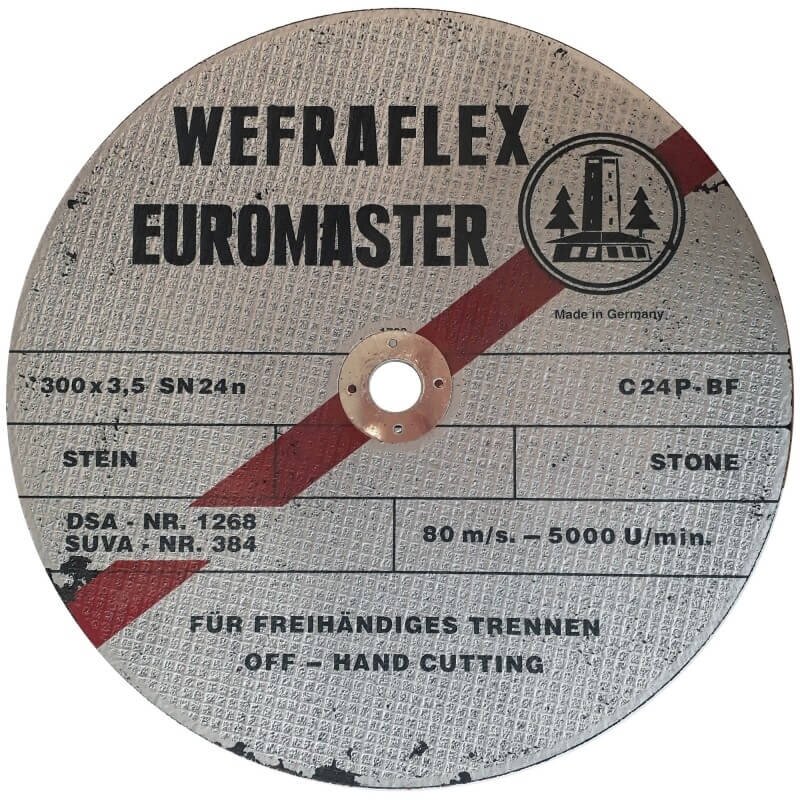 WEFRAFLEX
EUROMASTER
Made in Germany
300 x 3,5 SN 24 n
C 24 P - BF
STEIN
STONE
DSA - NR. 1268
SUVA - NR. 384
80 m/s. – 5000 U/min.
FÜR FREIHÄNDIGES TRENNEN
OFF – HAND CUTTING